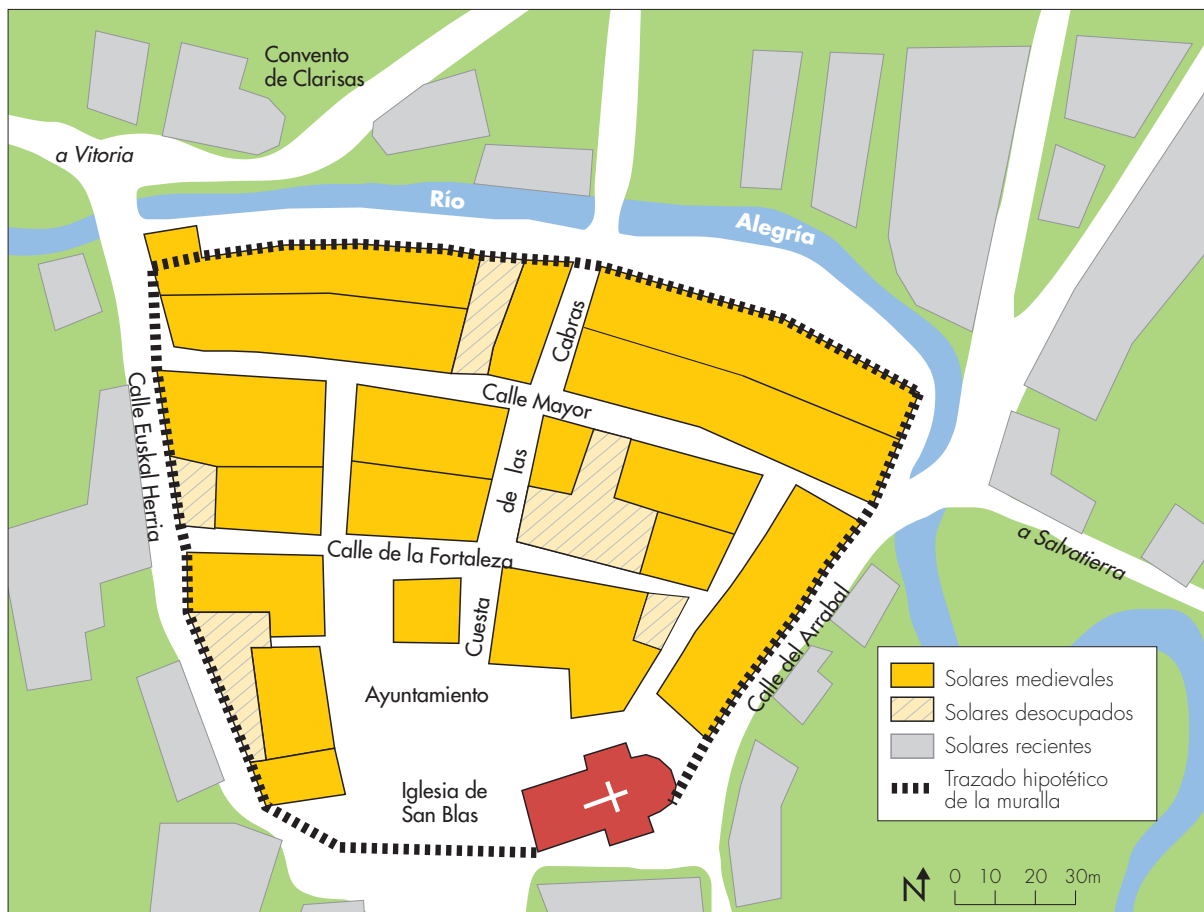 Convento
de Clarisas
a Vitoria
Río
Alegría
Cabras
Calle Mayor
de las
Calle Euskal Herria
Calle de la Fortaleza
a Salvatierra
Cuesta
Calle del Arrabal
Ayuntamiento
Iglesia de
San Blas
Solares medievales
Solares desocupados
Solares recientes
Trazado hipotético
de la muralla
N
0 10 20 30m